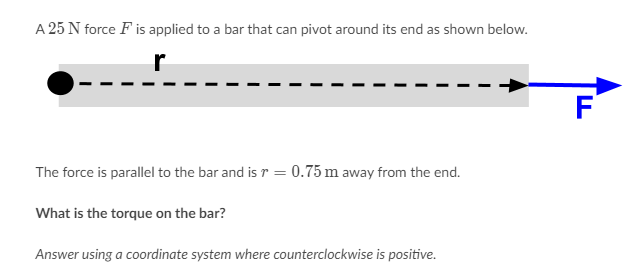 A 25 N force F is applied to a bar that can pivot around its end as shown below.
r
F
The force is parallel to the bar and is r = 0.75 m away from the end.
What is the torque on the bar?
Answer using a coordinate system where counterclockwise is positive.